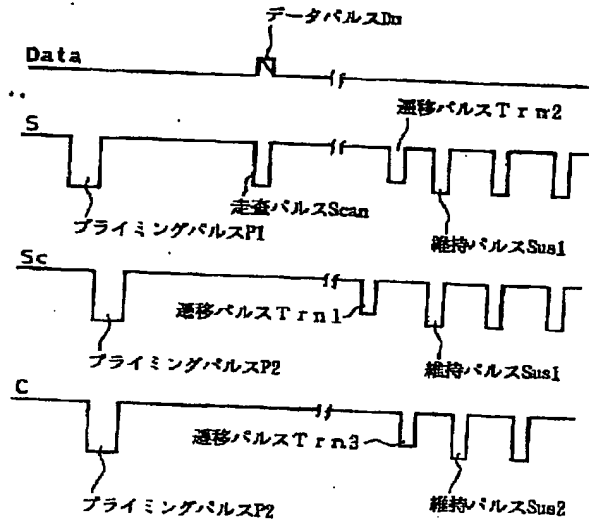 データパルスDn
Data
遷移パルスTrn2
S
走査パルスScan
プライミングパルスP1
維持パルスSus1
Sc
遷移パルスTrn1
プライミングパルスP2
維持パルスSus1
C
遷移パルスTrn3
プライミングパルスP2
維持パルスSus2